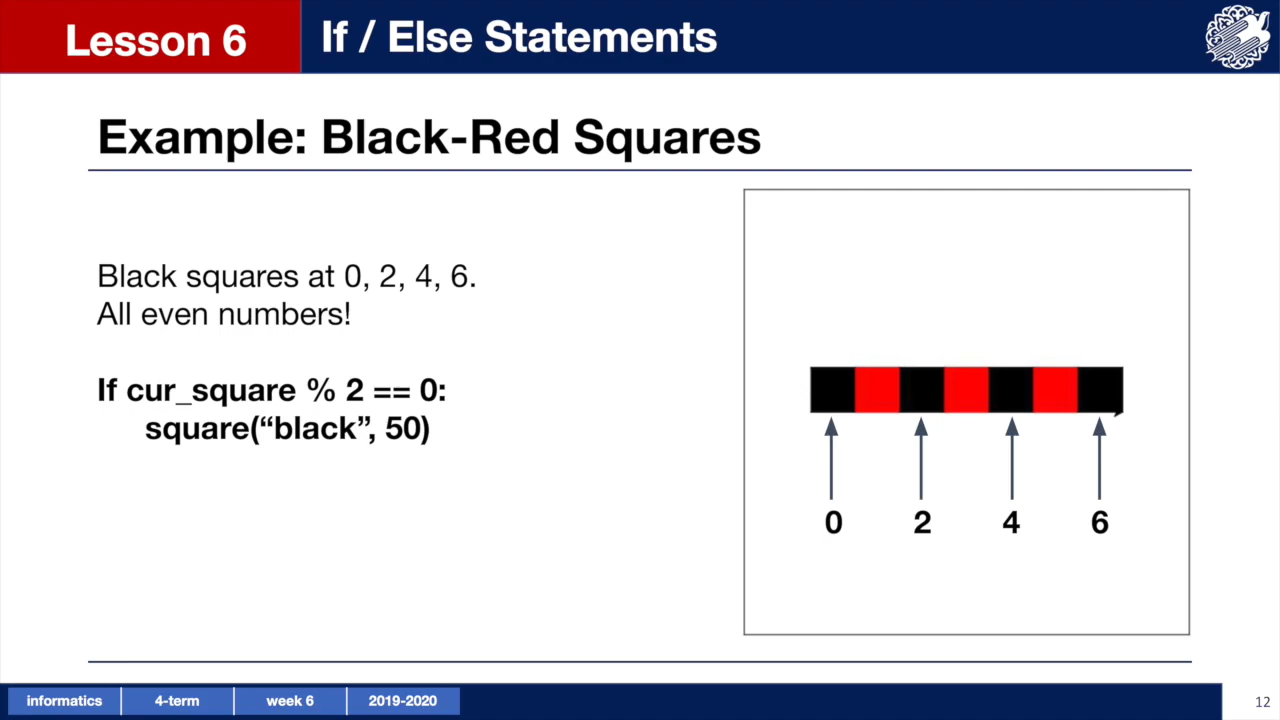 Lesson 6
If / Else Statements
Example: Black-Red Squares
Black squares at 0, 2, 4, 6.
All even numbers!
If cur_square % 2 == 0:
square(“black”, 50)
0 2 4 6
informatics 4-term week 6 2019-2020
12